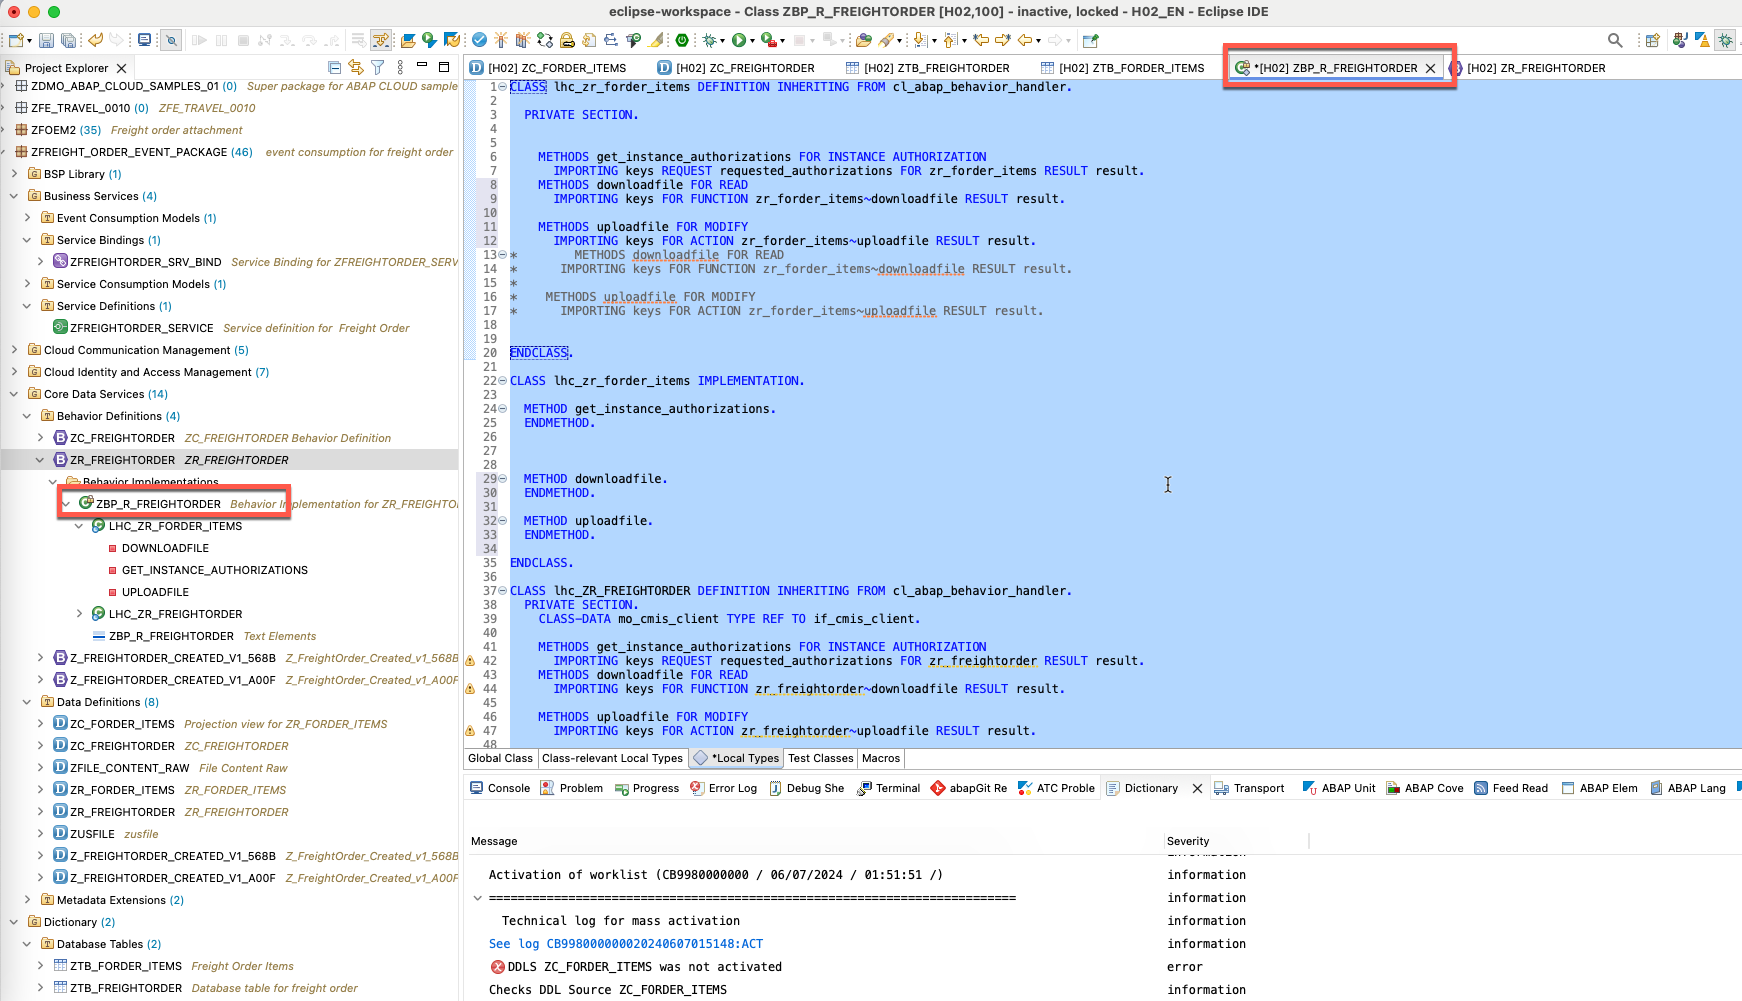 eclipse-workspace - Class ZBP_R_FREIGHTORDER [H02,100] - inactive, locked - H02_EN - Eclipse IDE
Project Explorer
[H02] ZC_FORDER_ITEMS
[H02] ZC_FREIGHTORDER
[H02] ZTB_FREIGHTORDER
[H02] ZTB_FORDER_ITEMS
*[H02] ZBP_R_FREIGHTORDER
[H02] ZR_FREIGHTORDER
ZDMO_ABAP_CLOUD_SAMPLES_01 (0) Super package for ABAP CLOUD sample
ZFE_TRAVEL_0010 (0) ZFE_TRAVEL_0010
ZFOEM2 (35) Freight order attachment
ZFREIGHT_ORDER_EVENT_PACKAGE (46) event consumption for freight order
BSP Library (1)
Business Services (4)
Event Consumption Models (1)
Service Bindings (1)
ZFREIGHTORDER_SRV_BIND Service Binding for ZFREIGHTORDER_SERV
Service Consumption Models (1)
Service Definitions (1)
ZFREIGHTORDER_SERVICE Service definition for Freight Order
Cloud Communication Management (5)
Cloud Identity and Access Management (7)
Core Data Services (14)
Behavior Definitions (4)
ZC_FREIGHTORDER ZC_FREIGHTORDER Behavior Definition
ZR_FREIGHTORDER ZR_FREIGHTORDER
Behavior Implementations
ZBP_R_FREIGHTORDER Behavior Implementation for ZR_FREIGHTO
LHC_ZR_FORDER_ITEMS
DOWNLOADFILE
GET_INSTANCE_AUTHORIZATIONS
UPLOADFILE
LHC_ZR_FREIGHTORDER
ZBP_R_FREIGHTORDER Text Elements
Z_FREIGHTORDER_CREATED_V1_568B Z_FreightOrder_Created_v1_568B
Z_FREIGHTORDER_CREATED_V1_A00F Z_FreightOrder_Created_v1_A00F
Data Definitions (8)
ZC_FORDER_ITEMS Projection view for ZR_FORDER_ITEMS
ZC_FREIGHTORDER ZC_FREIGHTORDER
ZFILE_CONTENT_RAW File Content Raw
ZR_FORDER_ITEMS ZR_FORDER_ITEMS
ZR_FREIGHTORDER ZR_FREIGHTORDER
ZUSFILE zusfile
Z_FREIGHTORDER_CREATED_V1_568B Z_FreightOrder_Created_v1_568B
Z_FREIGHTORDER_CREATED_V1_A00F Z_FreightOrder_Created_v1_A00F
Metadata Extensions (2)
Dictionary (2)
Database Tables (2)
ZTB_FORDER_ITEMS Freight Order Items
ZTB_FREIGHTORDER Database table for freight order
1 CLASS lhc_zr_forder_items DEFINITION INHERITING FROM cl_abap_behavior_handler.
2
3 PRIVATE SECTION.
4
5
6 METHODS get_instance_authorizations FOR INSTANCE AUTHORIZATION
7 IMPORTING keys REQUEST requested_authorizations FOR zr_forder_items RESULT result.
8 METHODS downloadfile FOR READ
9 IMPORTING keys FOR FUNCTION zr_forder_items~downloadfile RESULT result.
10
11 METHODS uploadfile FOR MODIFY
12 IMPORTING keys FOR ACTION zr_forder_items~uploadfile RESULT result.
13 * METHODS downloadfile FOR READ
14 * IMPORTING keys FOR FUNCTION zr_forder_items~downloadfile RESULT result.
15 *
16 * METHODS uploadfile FOR MODIFY
17 * IMPORTING keys FOR ACTION zr_forder_items~uploadfile RESULT result.
18
19
20 ENDCLASS.
21
22 CLASS lhc_zr_forder_items IMPLEMENTATION.
23
24 METHOD get_instance_authorizations.
25 ENDMETHOD.
26
27
28
29 METHOD downloadfile.
30 ENDMETHOD.
31
32 METHOD uploadfile.
33 ENDMETHOD.
34
35 ENDCLASS.
36
37 CLASS lhc_ZR_FREIGHTORDER DEFINITION INHERITING FROM cl_abap_behavior_handler.
38 PRIVATE SECTION.
39 CLASS-DATA mo_cmis_client TYPE REF TO if_cmis_client.
40
41 METHODS get_instance_authorizations FOR INSTANCE AUTHORIZATION
42 IMPORTING keys REQUEST requested_authorizations FOR zr_freightorder RESULT result.
43 METHODS downloadfile FOR READ
44 IMPORTING keys FOR FUNCTION zr_freightorder~downloadfile RESULT result.
45
46 METHODS uploadfile FOR MODIFY
47 IMPORTING keys FOR ACTION zr_freightorder~uploadfile RESULT result.
48
Global Class
Class-relevant Local Types
*Local Types
Test Classes
Macros
Console
Problem
Progress
Error Log
Debug She
Terminal
abapGit Re
ATC Proble
Dictionary
Transport
ABAP Unit
ABAP Cove
Feed Read
ABAP Elem
ABAP Lang
Message Severity
information
Activation of worklist (CB9980000000 / 06/07/2024 / 01:51:51 /) information
========================================================================= information
Technical log for mass activation information
See log CB998000000020240607015148:ACT information
DDLS ZC_FORDER_ITEMS was not activated error
Checks DDL Source ZC_FORDER_ITEMS information